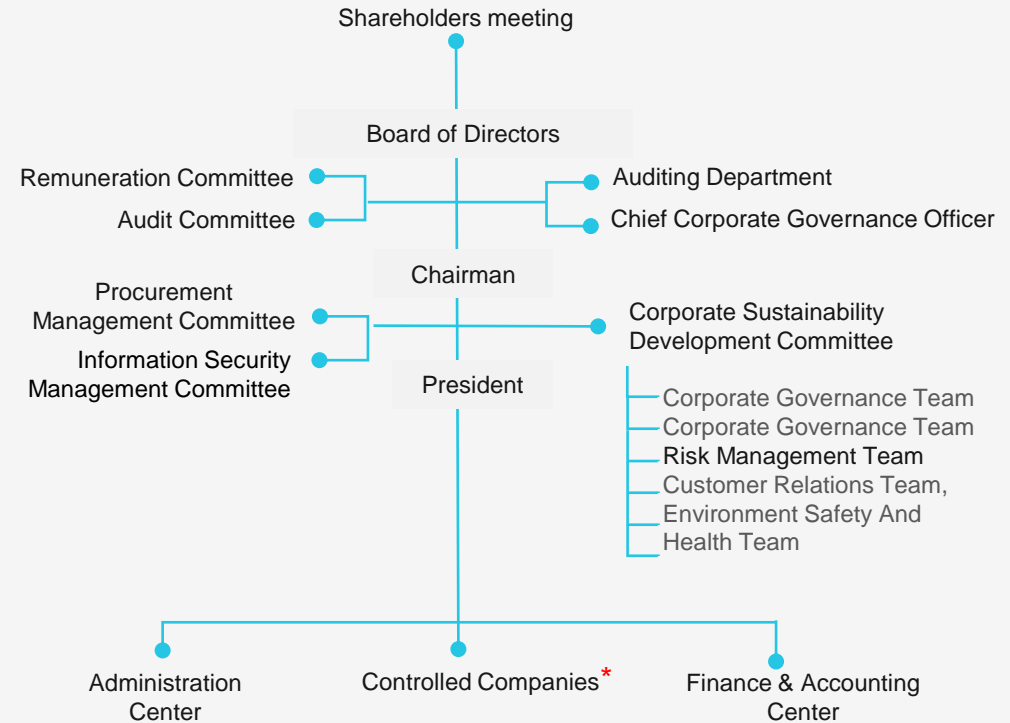 Shareholders meeting
Board of Directors
Remuneration Committee
Audit Committee
Auditing Department
Chief Corporate Governance Officer
Chairman
Procurement
Management Committee
Information Security
Management Committee
Corporate Sustainability
Development Committee
President
Corporate Governance Team
Corporate Governance Team
Risk Management Team
Customer Relations Team,
Environment Safety And
Health Team
Administration
Center
Controlled Companies*
Finance & Accounting
Center